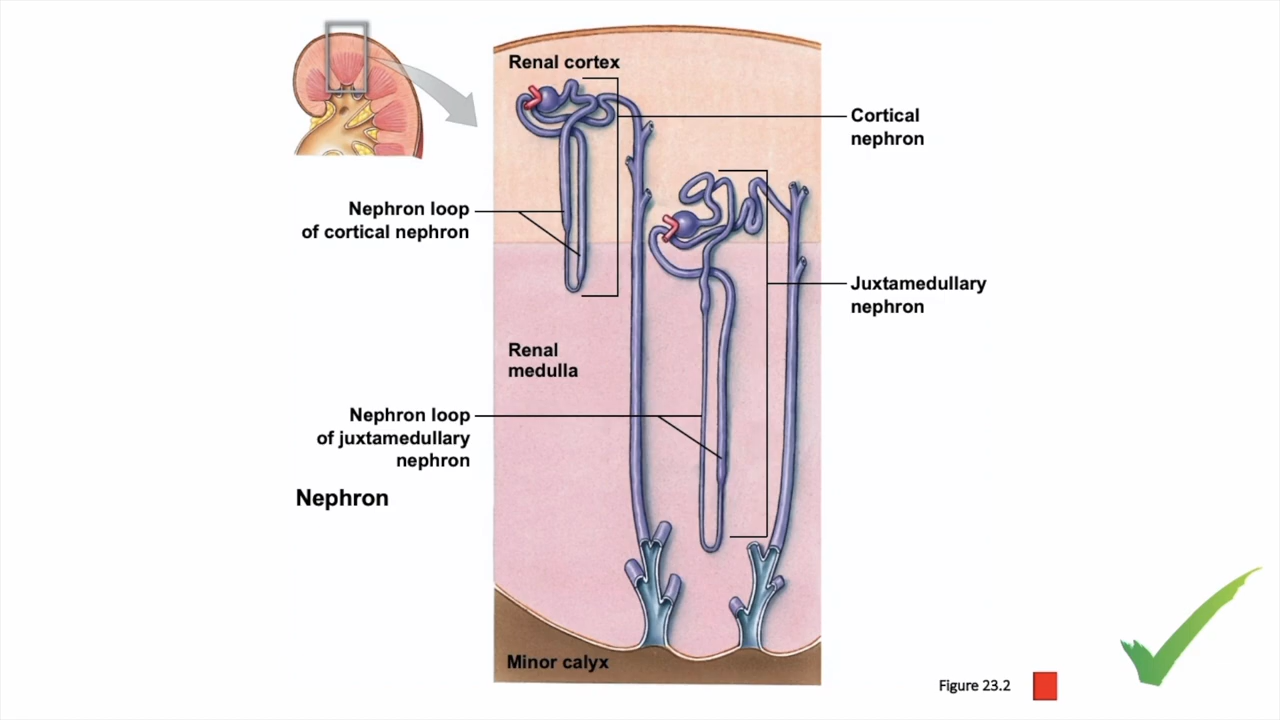 Renal cortex
Cortical
nephron
Nephron loop
of cortical nephron
Juxtamedullary
nephron
Renal
medulla
Nephron loop
of juxtamedullary
nephron
Nephron
Minor calyx
Figure 23.2